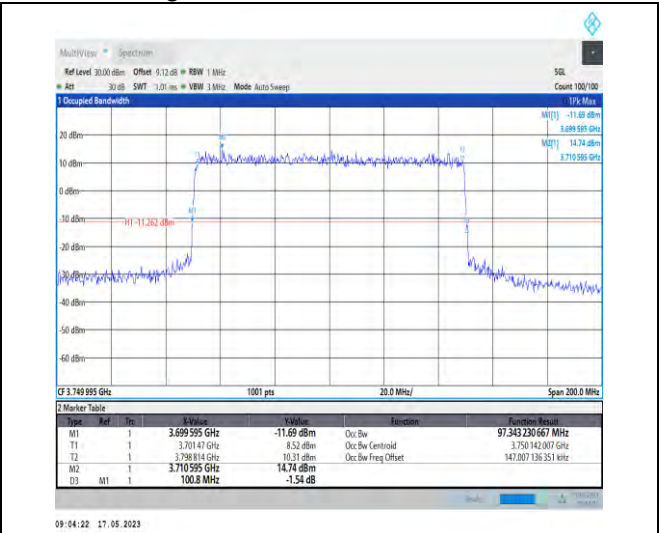 MultiView Spectrum
Ref Level 30.00 dBm Offset 9.12 dB RBW 1 MHz SGL
Att 30 dB SWT 1.01 ms VBW 3 MHz Mode Auto Sweep Count 100/100
1 Occupied Bandwidth 1Pk Max
M1[1] -11.69 dBm
3.699 595 GHz
20 dBm M2[1] 14.74 dBm
3.710 595 GHz
10 dBm
0 dBm
M1
-10 dBm H1 -11.262 dBm
-20 dBm
-30 dBm
-40 dBm
-50 dBm
-60 dBm
CF 3.749 995 GHz 1001 pts 20.0 MHz/ Span 200.0 MHz
2 Marker Table
Type Ref Trc X-Value Y-Value Function Function Result
M1 1 3.699 595 GHz -11.69 dBm Occ Bw 97.343 230 667 MHz
T1 1 3.701 47 GHz 8.52 dBm Occ Bw Centroid 3.750 142 007 GHz
T2 1 3.798 814 GHz 10.31 dBm Occ Bw Freq Offset 147.007 136 351 kHz
M2 1 3.710 595 GHz 14.74 dBm
D3 M1 1 100.8 MHz -1.54 dB
09:04:22 17.05.2023